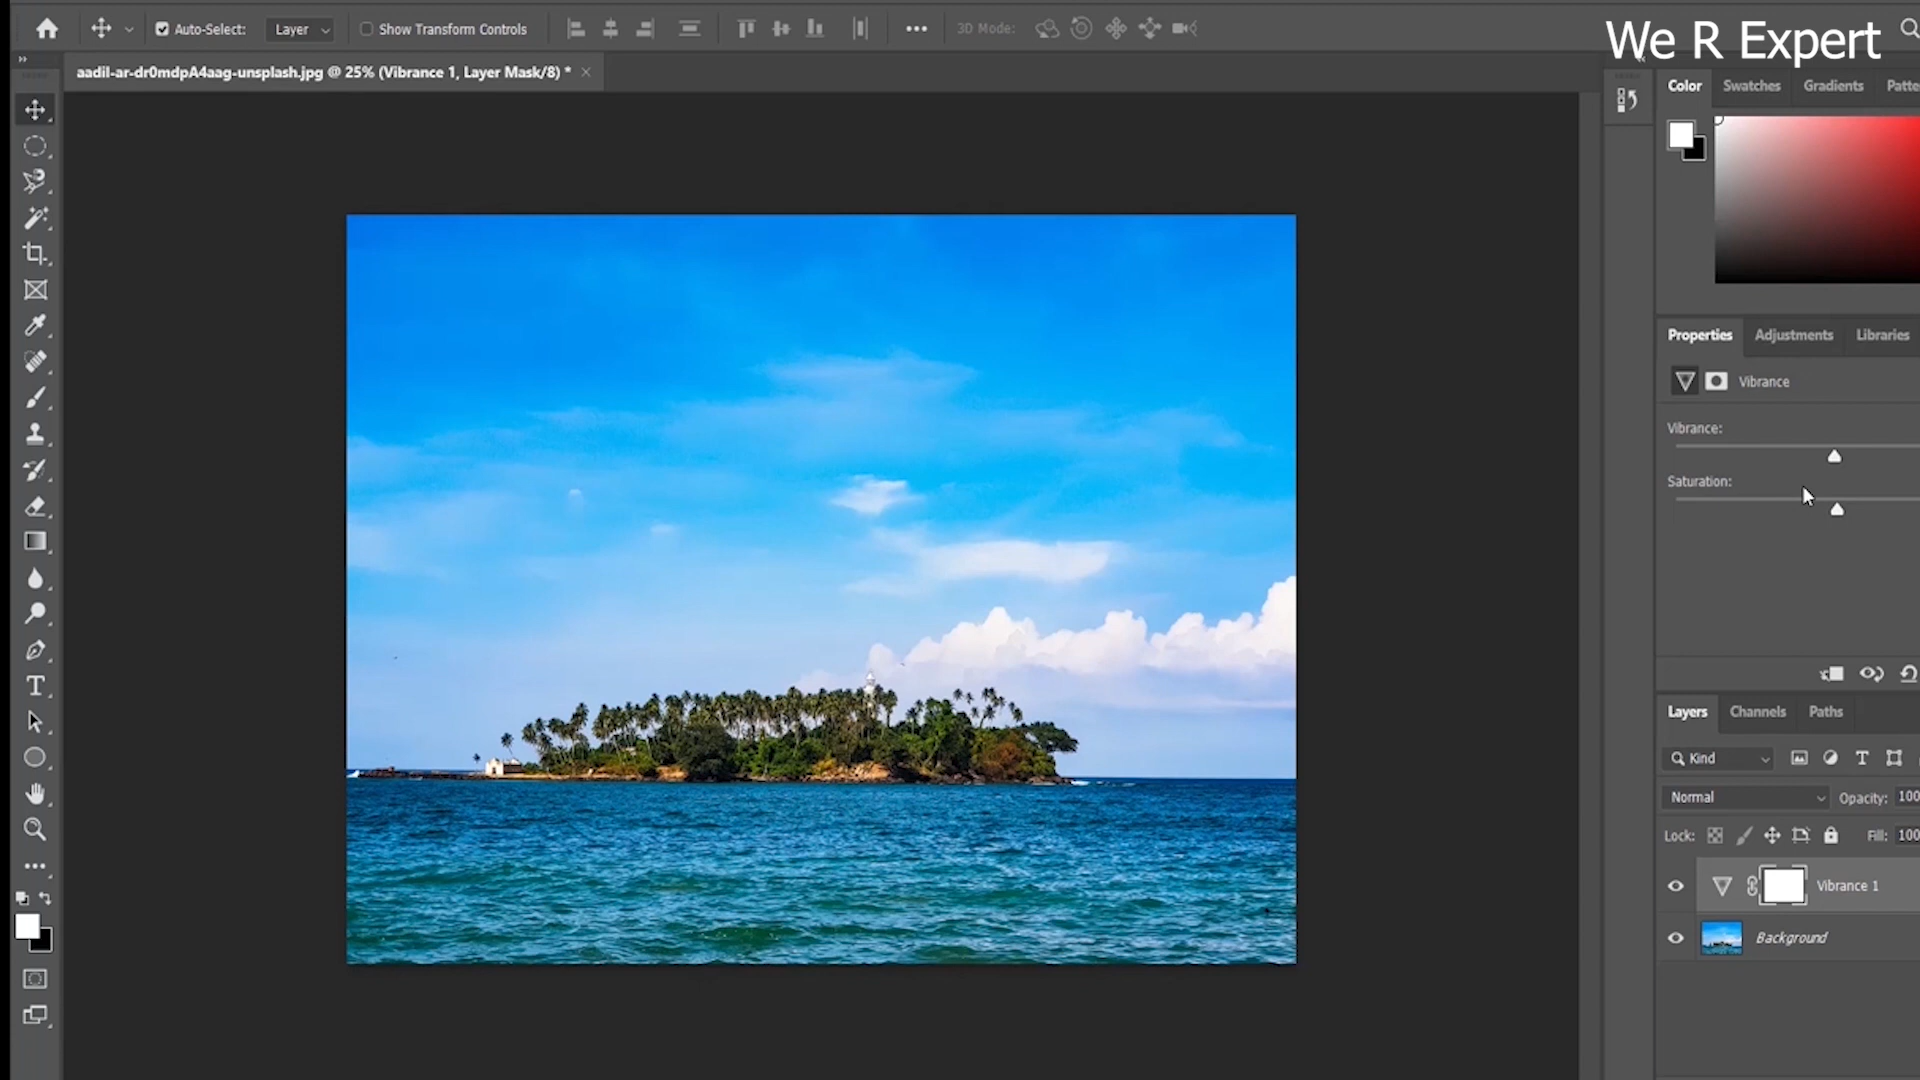 Auto-Select: Layer Show Transform Controls 3D Mode:
We R Expert
aadil-ar-dr0mdpA4aag-unsplash.jpg @ 25% (Vibrance 1, Layer Mask/8) *
Color Swatches Gradients Patte
Properties Adjustments Libraries
Vibrance
Vibrance:
Saturation:
Layers Channels Paths
Kind
Normal Opacity: 100
Lock: Fill: 100
Vibrance 1
Background